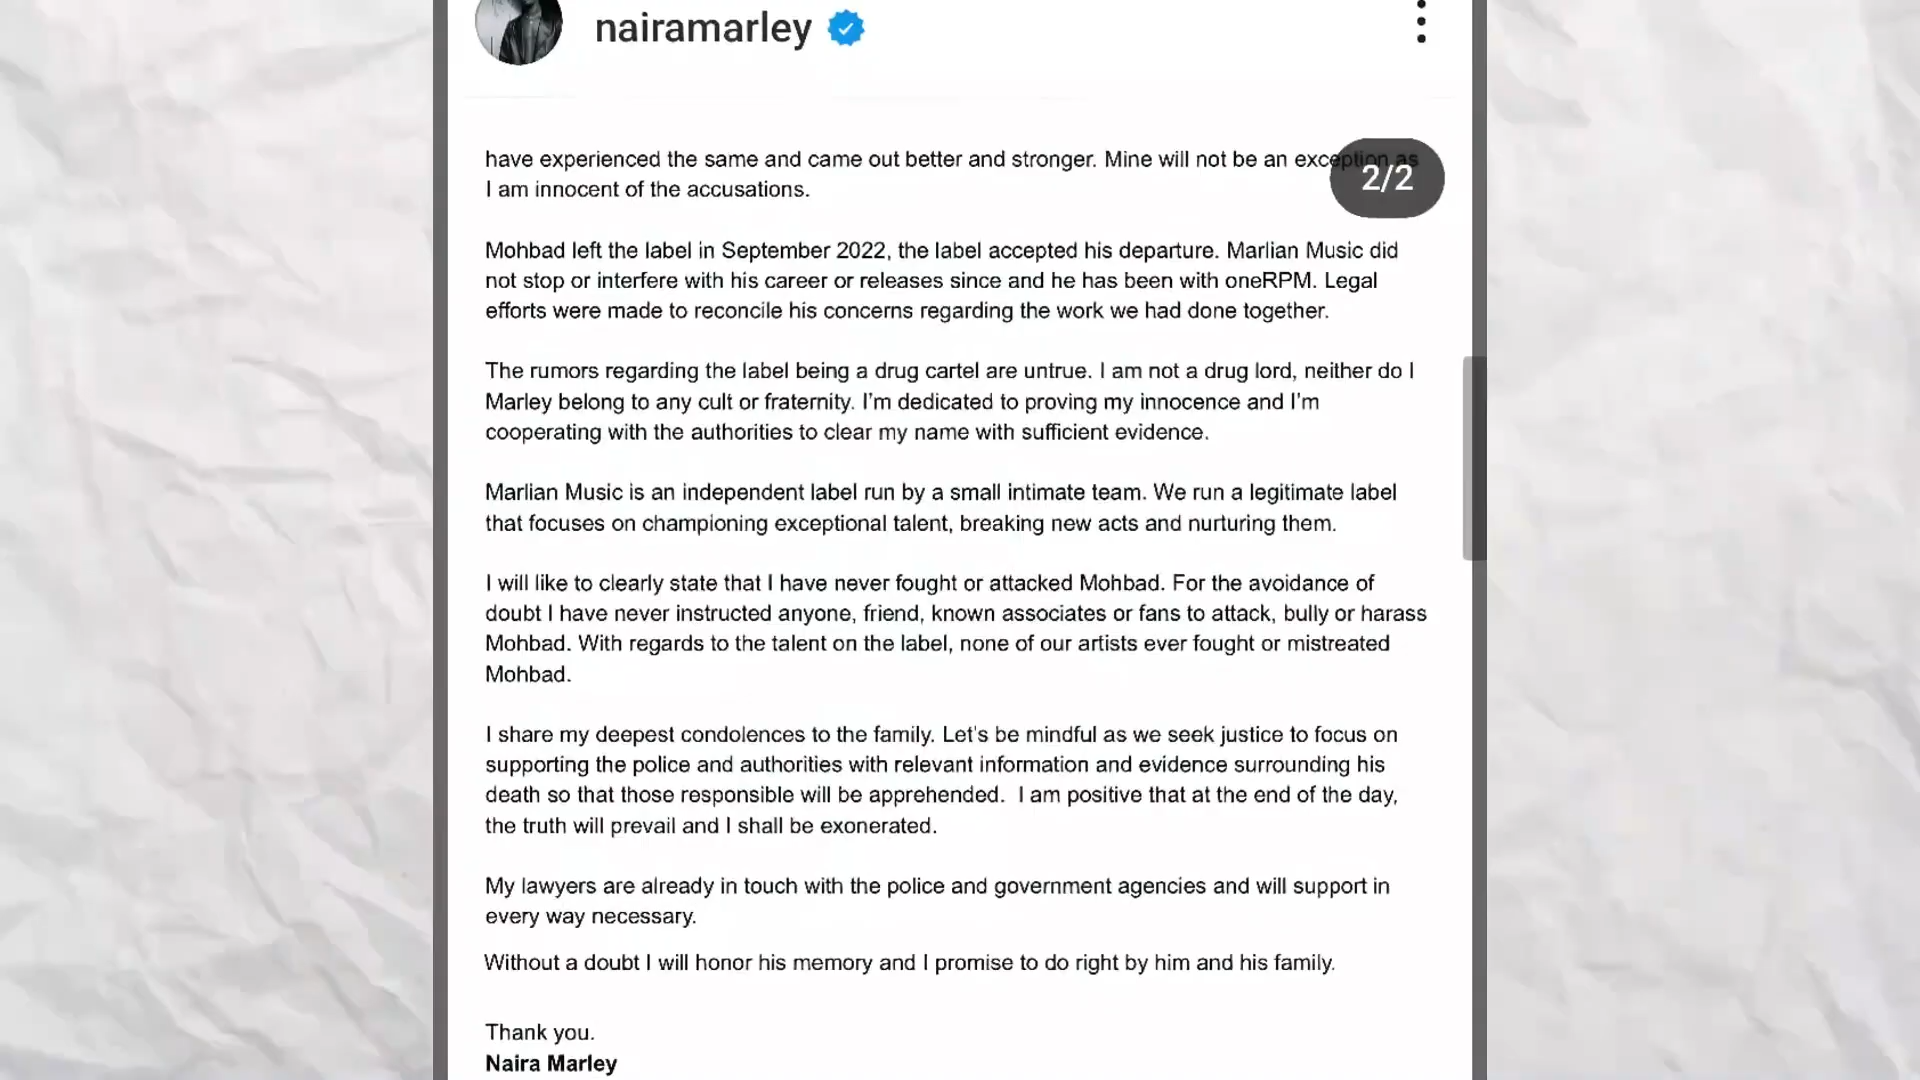 nairamarley
have experienced the same and came out better and stronger. Mine will not be an exception as
2/2
I am innocent of the accusations.
Mohbad left the label in September 2022, the label accepted his departure. Marlian Music did
not stop or interfere with his career or releases since and he has been with oneRPM. Legal
efforts were made to reconcile his concerns regarding the work we had done together.
The rumors regarding the label being a drug cartel are untrue. I am not a drug lord, neither do I
Marley belong to any cult or fraternity. I'm dedicated to proving my innocence and I'm
cooperating with the authorities to clear my name with sufficient evidence.
Marlian Music is an independent label run by a small intimate team. We run a legitimate label
that focuses on championing exceptional talent, breaking new acts and nurturing them.
I will like to clearly state that I have never fought or attacked Mohbad. For the avoidance of
doubt I have never instructed anyone, friend, known associates or fans to attack, bully or harass
Mohbad. With regards to the talent on the label, none of our artists ever fought or mistreated
Mohbad.
I share my deepest condolences to the family. Let's be mindful as we seek justice to focus on
supporting the police and authorities with relevant information and evidence surrounding his
death so that those responsible will be apprehended.  I am positive that at the end of the day,
the truth will prevail and I shall be exonerated.
My lawyers are already in touch with the police and government agencies and will support in
every way necessary.
Without a doubt I will honor his memory and I promise to do right by him and his family.
Thank you.
Naira Marley